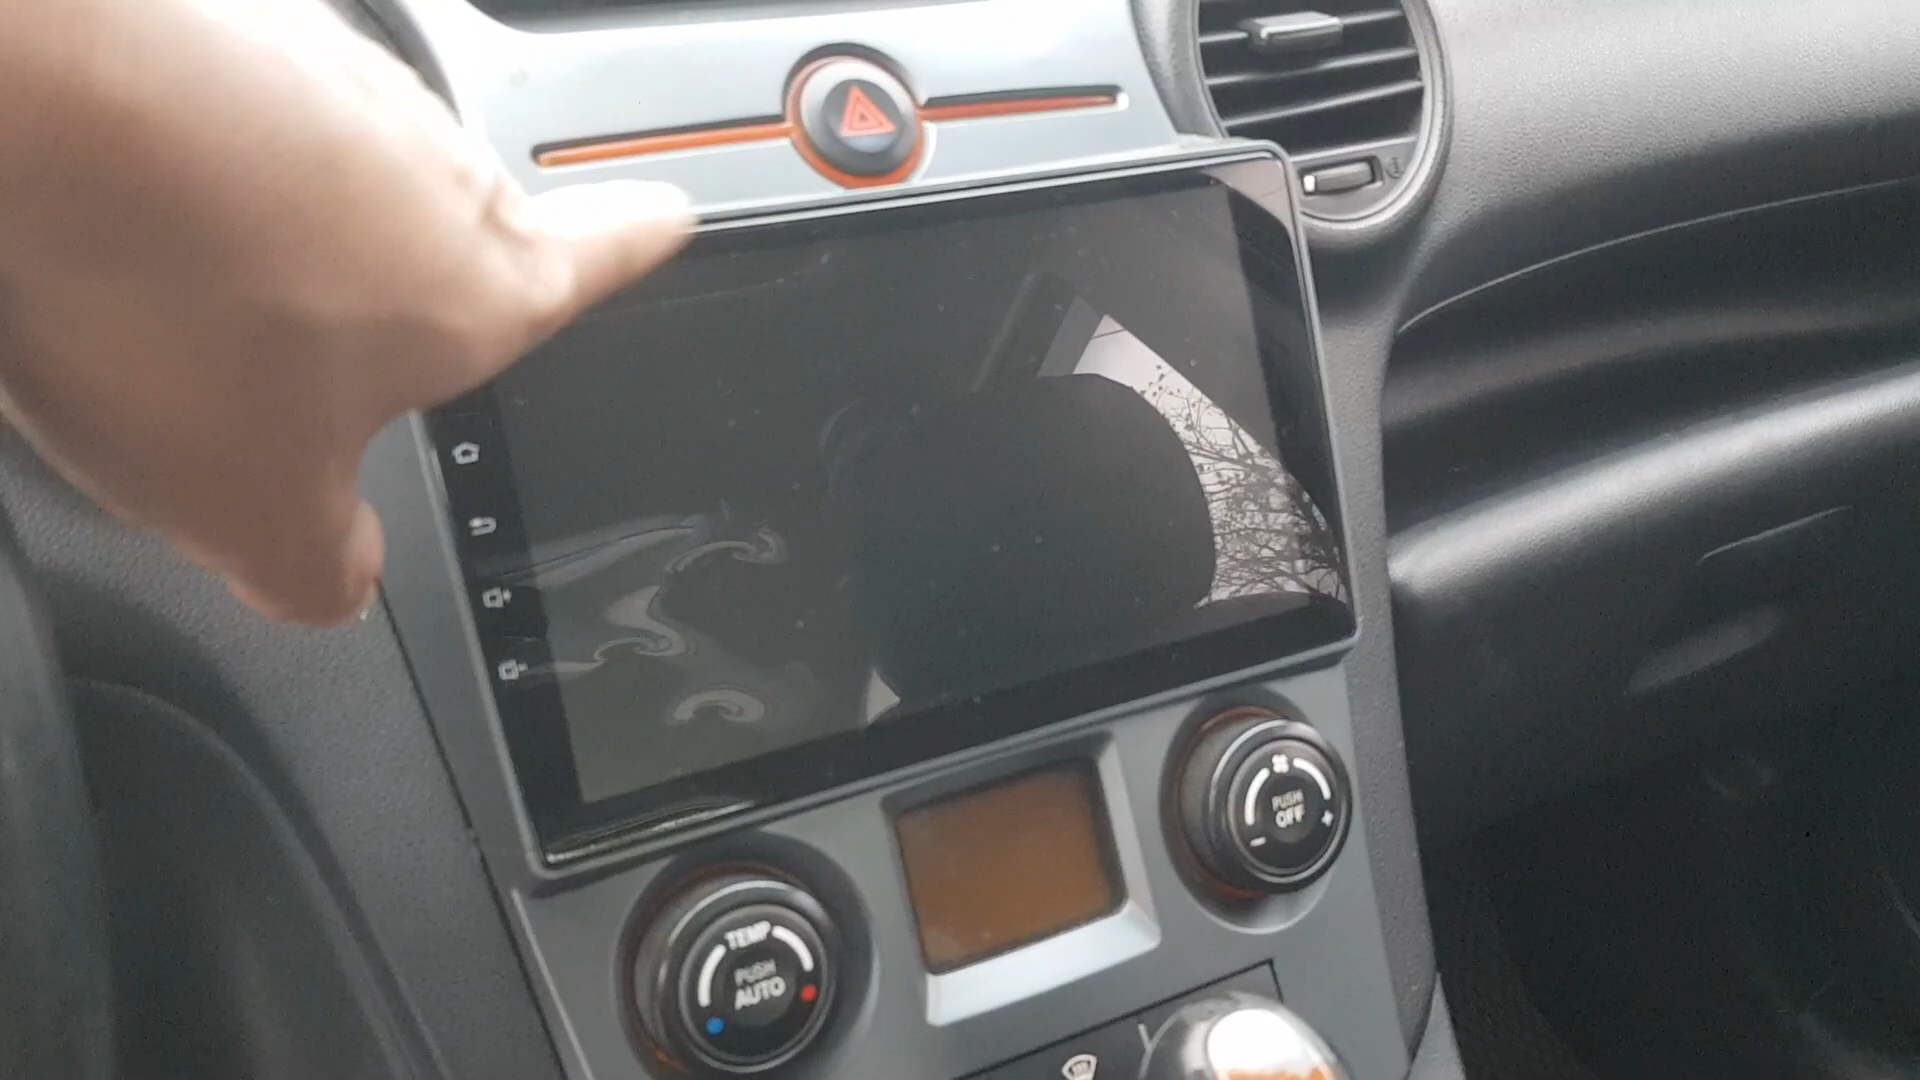 PUSH
OFF
- +
TEMP
PUSH
AUTO